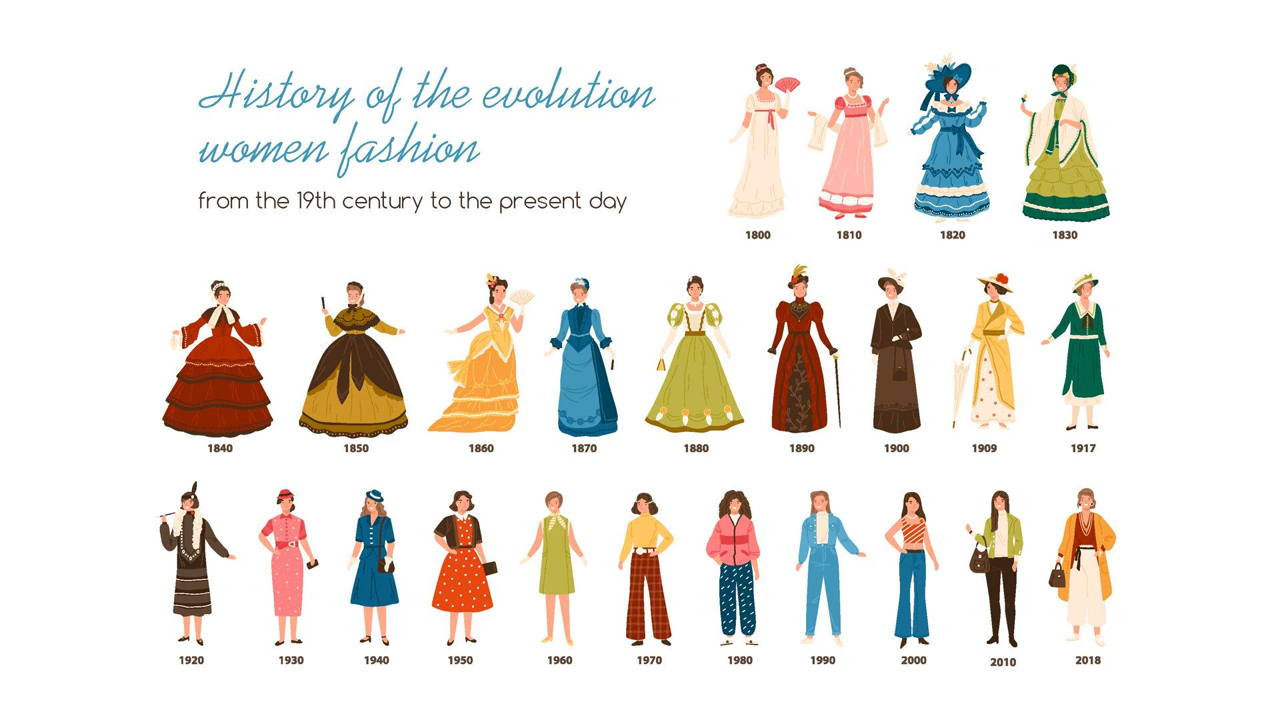 History of the evolution
women fashion
from the 19th century to the present day
1800 1810 1820 1830
1840 1850 1860 1870 1880 1890 1900 1909 1917
1920 1930 1940 1950 1960 1970 1980 1990 2000 2010 2018